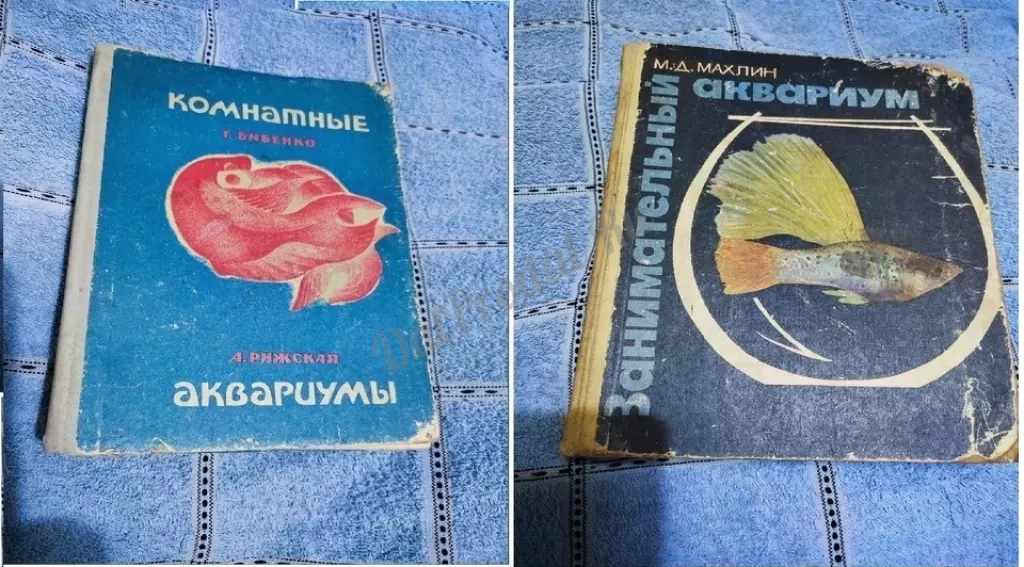 комнатные
Г. БИБЕНКО
А. РИЖСКАЯ
аквариумы
М.Д. МАХЛИН
Занимательный
аквариум